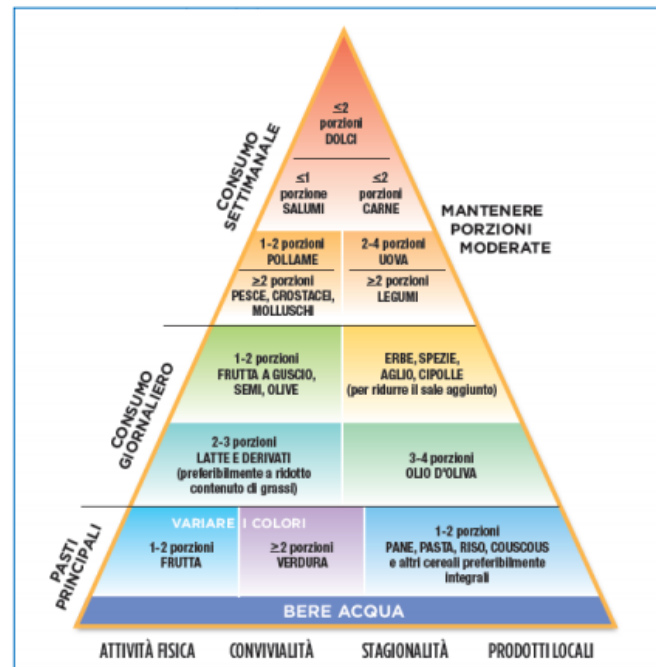 CONSUMO
SETTIMANALE
≤2
porzioni
DOLCI
≤1
porzione
SALUMI
≤2
porzioni
CARNE
MANTENERE
PORZIONI
MODERATE
1-2 porzioni
POLLAME
2-4 porzioni
UOVA
≥2 porzioni
PESCE, CROSTACEI,
MOLLUSCHI
≥2 porzioni
LEGUMI
CONSUMO
GIORNALIERO
1-2 porzioni
FRUTTA A GUSCIO,
SEMI, OLIVE
ERBE, SPEZIE,
AGLIO, CIPOLLE
(per ridurre il sale aggiunto)
2-3 porzioni
LATTE E DERIVATI
(preferibilmente a ridotto
contenuto di grassi)
3-4 porzioni
OLIO D'OLIVA
PASTI
PRINCIPALI
VARIARE I COLORI
1-2 porzioni
FRUTTA
≥2 porzioni
VERDURA
1-2 porzioni
PANE, PASTA, RISO, COUSCOUS
e altri cereali preferibilmente
integrali
BERE ACQUA
ATTIVITÀ FISICA CONVIVIALITÀ STAGIONALITÀ PRODOTTI LOCALI